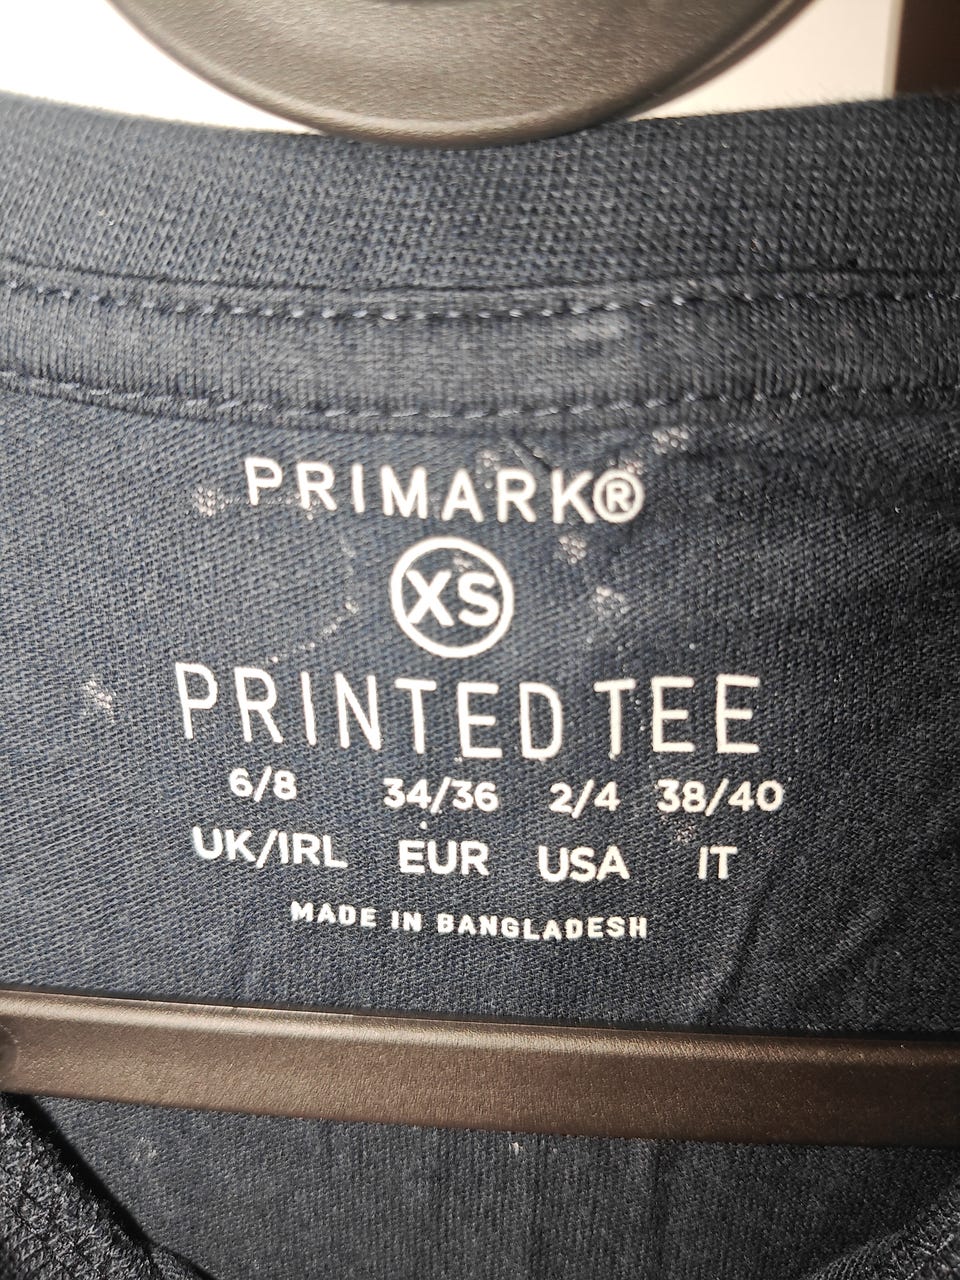 PRIMARK®
XS
PRINTED TEE
6/8 34/36 2/4 38/40
UK/IRL EUR USA IT
MADE IN BANGLADESH